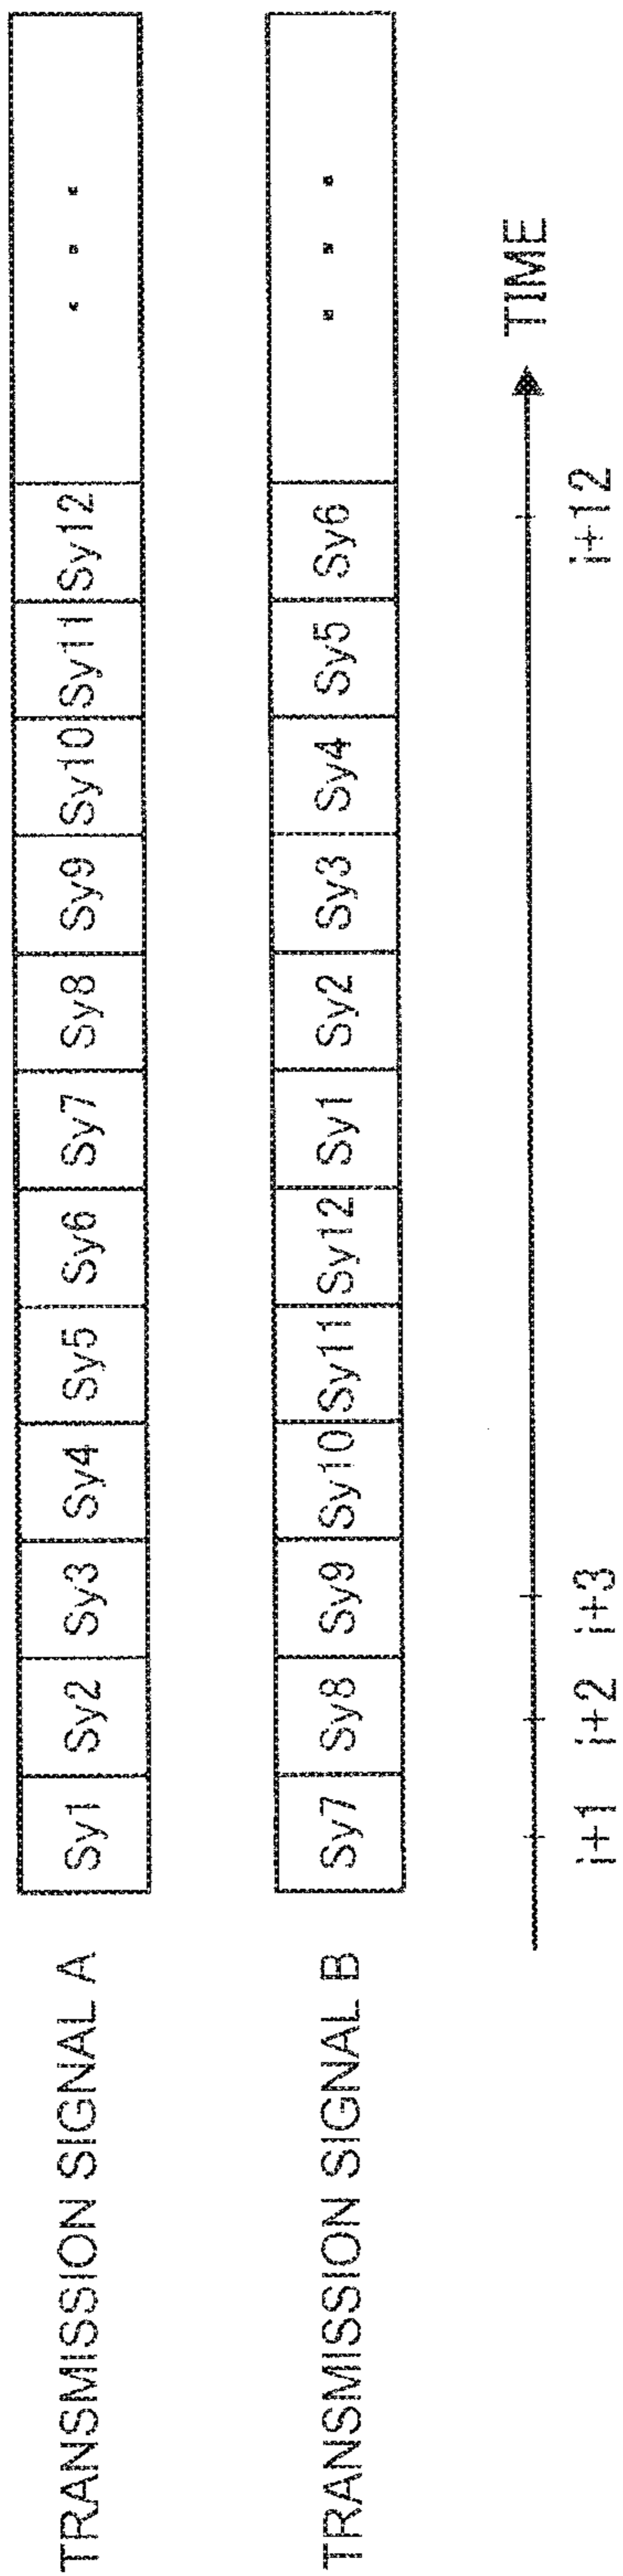 TRANSMISSION SIGNAL A Sy1 Sy2 Sy3 Sy4 Sy5 Sy6 Sy7 Sy8 Sy9 Sy10 Sy11 Sy12 . . .
TRANSMISSION SIGNAL B Sy7 Sy8 Sy9 Sy10 Sy11 Sy12 Sy1 Sy2 Sy3 Sy4 Sy5 Sy6 . . .
TIME
i+1 i+2 i+3 i+12